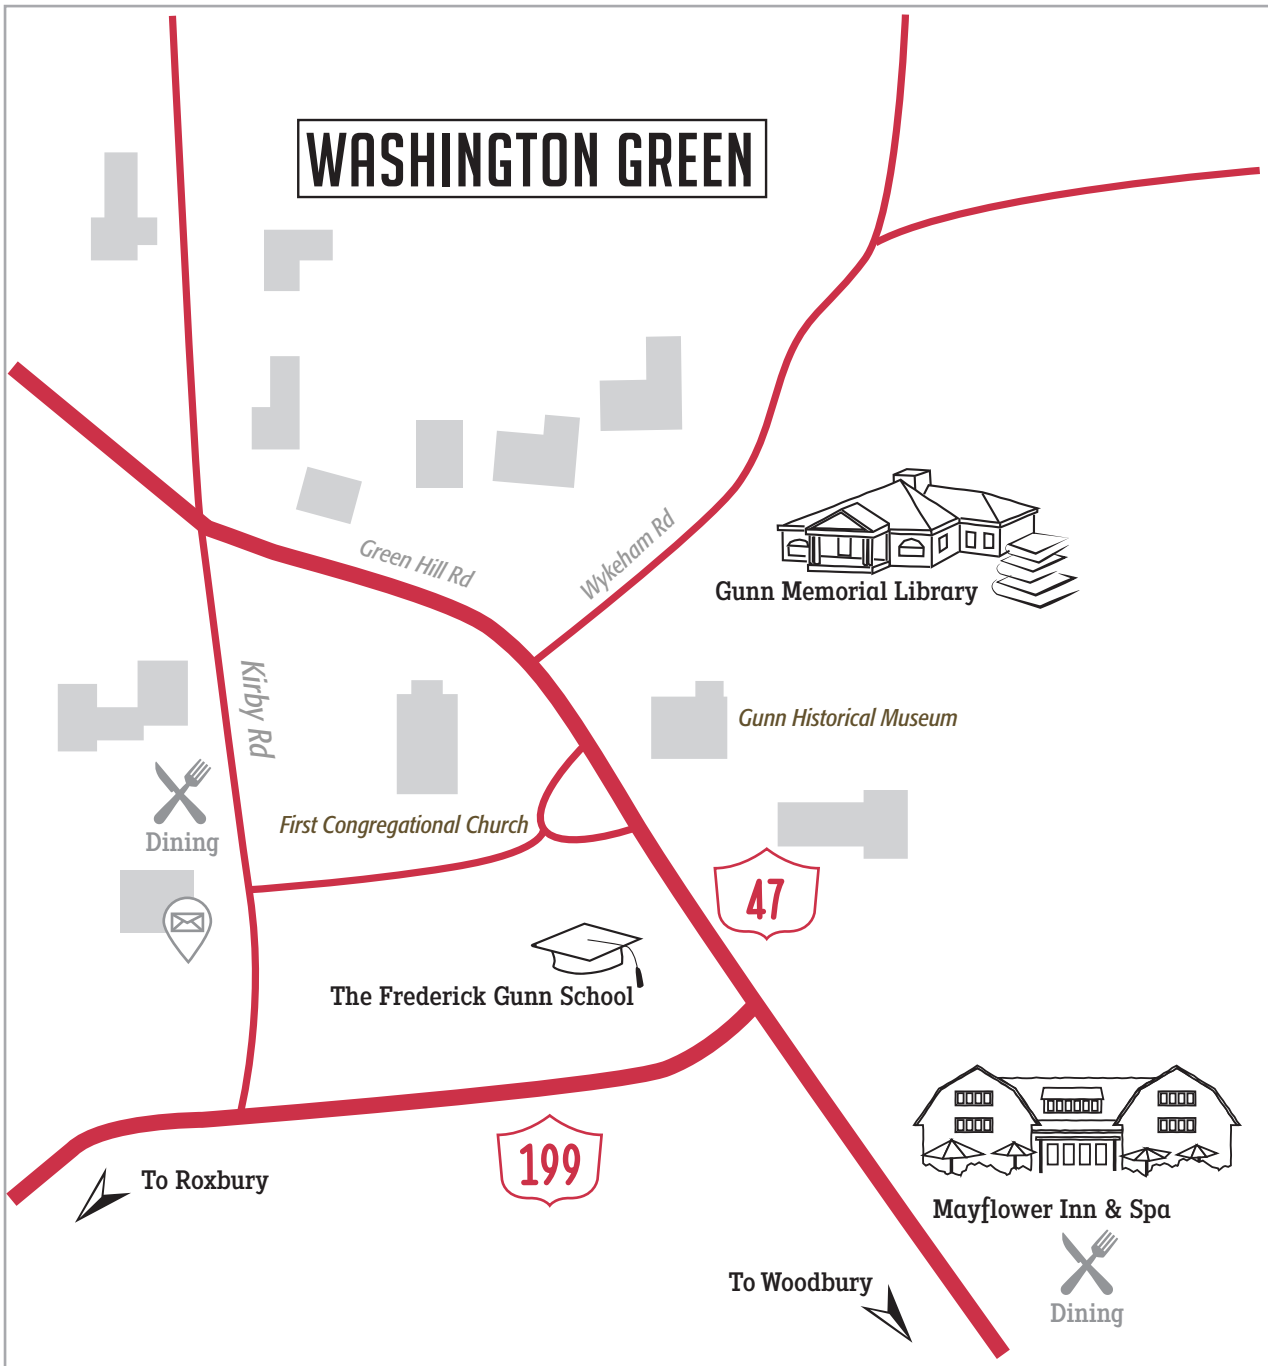 WASHINGTON GREEN
Green Hill Rd
Wykeham Rd
Gunn Memorial Library
Kirby Rd
Gunn Historical Museum
First Congregational Church
Dining
47
The Frederick Gunn School
199
To Roxbury
Mayflower Inn & Spa
To Woodbury
Dining